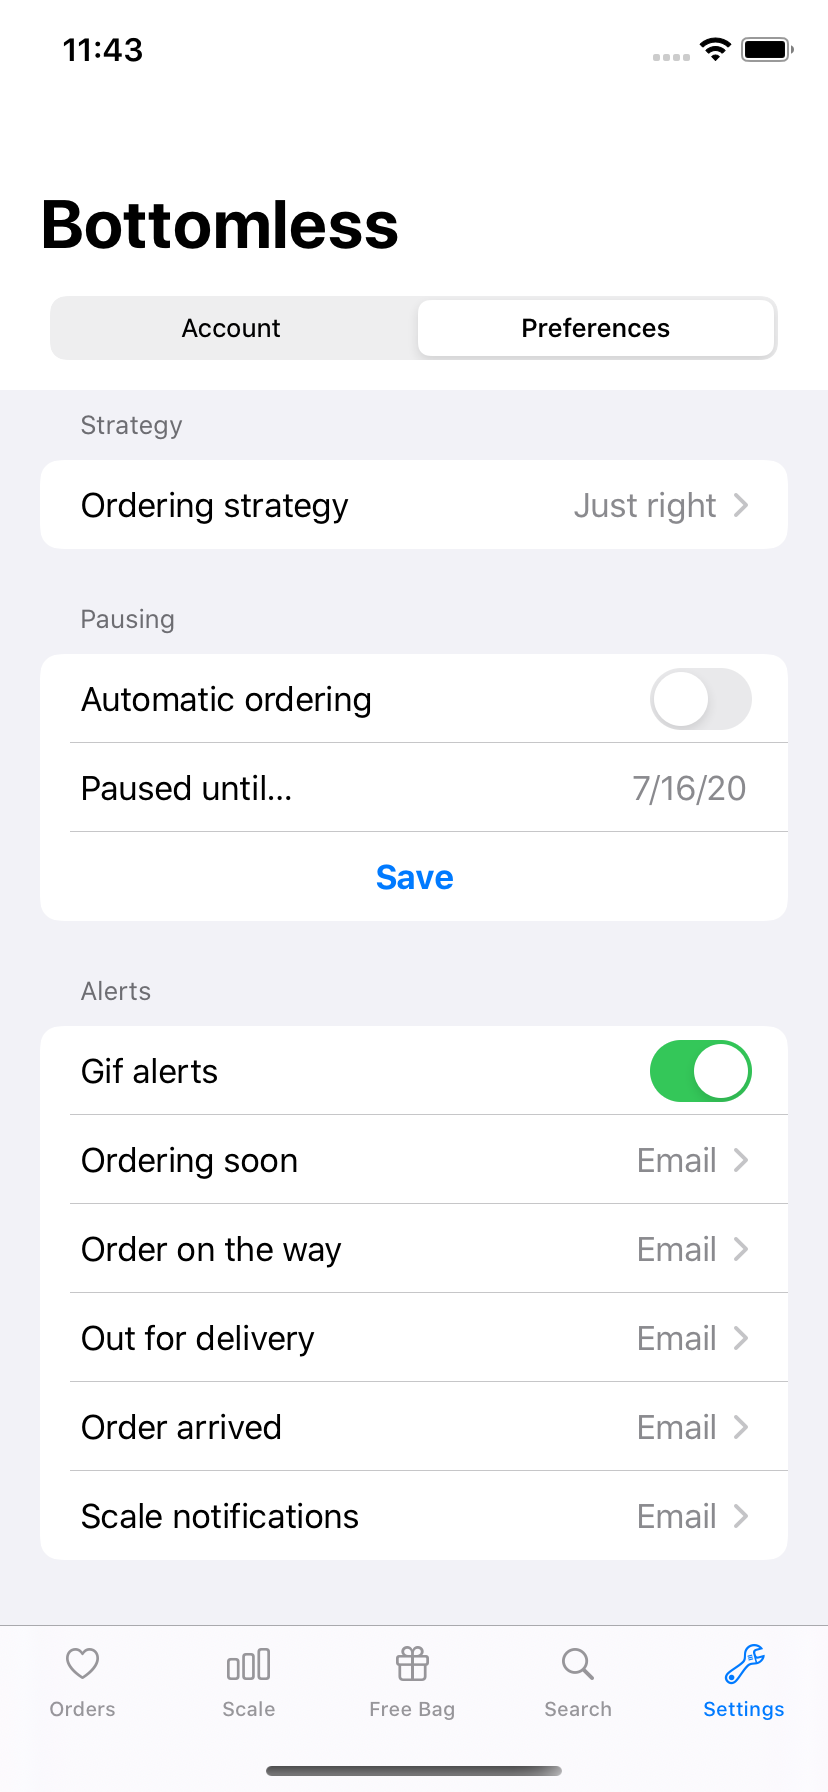 11:43
Bottomless
Account Preferences
Strategy
Ordering strategy Just right
Pausing
Automatic ordering
Paused until... 7/16/20
Save
Alerts
Gif alerts
Ordering soon Email
Order on the way Email
Out for delivery Email
Order arrived Email
Scale notifications Email
Orders Scale Free Bag Search Settings